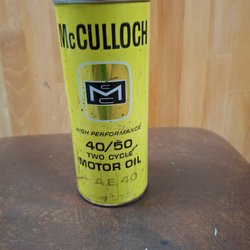 McCULLOCH
M
HIGH PERFORMANCE
40/50
TWO CYCLE
MOTOR OIL
S.A.E. 40